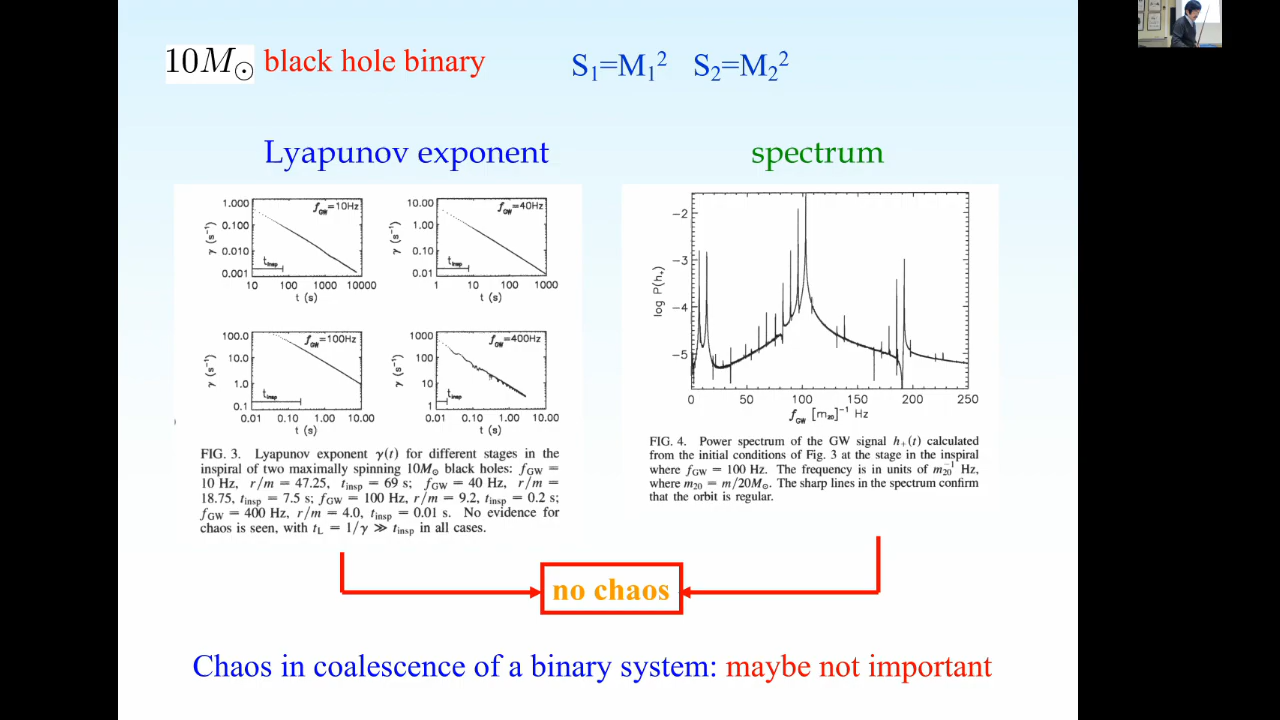 10M☉ black hole binary S₁=M₁² S₂=M₂²
Lyapunov exponent spectrum
1.000
0.100
0.010
0.001
γ (s⁻¹)
f_GW=10Hz
t_insp
10 100 1000 10000
t (s)
10.00
1.00
0.10
0.01
γ (s⁻¹)
f_GW=40Hz
t_insp
1 10 100 1000
t (s)
100.0
10.0
1.0
0.1
γ (s⁻¹)
f_GW=100Hz
t_insp
0.01 0.10 1.00 10.00
t (s)
1000
100
10
1
γ (s⁻¹)
f_GW=400Hz
t_insp
0.01 0.10 1.00 10.00
t (s)
FIG. 3. Lyapunov exponent γ(t) for different stages in the
inspiral of two maximally spinning 10M☉ black holes: f_GW =
10 Hz, r/m = 47.25, t_insp = 69 s; f_GW = 40 Hz, r/m =
18.75, t_insp = 7.5 s; f_GW = 100 Hz, r/m = 9.2, t_insp = 0.2 s;
f_GW = 400 Hz, r/m = 4.0, t_insp = 0.01 s. No evidence for
chaos is seen, with t_L = 1/γ ≫ t_insp in all cases.
-2
-3
-4
-5
log P(h₊)
0 50 100 150 200 250
f_GW [m₂₀]⁻¹ Hz
FIG. 4. Power spectrum of the GW signal h₊(t) calculated
from the initial conditions of Fig. 3 at the stage in the inspiral
where f_GW = 100 Hz. The frequency is in units of m₂₀⁻¹ Hz,
where m₂₀ = m/20M☉. The sharp lines in the spectrum confirm
that the orbit is regular.
no chaos
Chaos in coalescence of a binary system: maybe not important